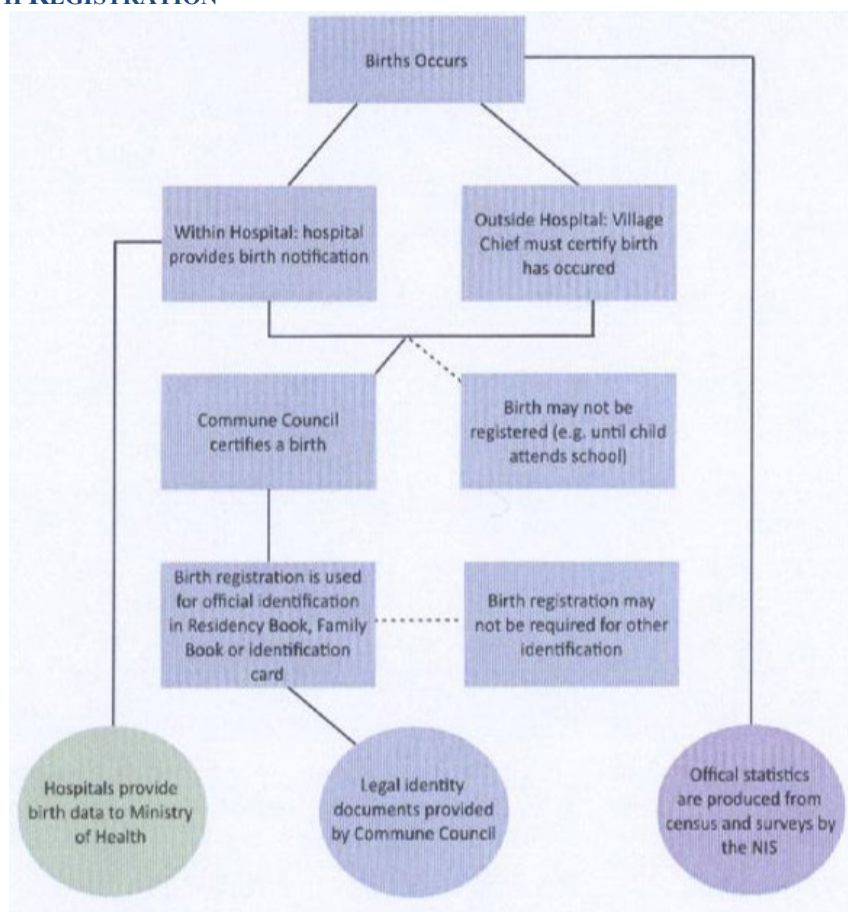 REGISTRATION
Births Occurs
Within Hospital: hospital
provides birth notification
Outside Hospital: Village
Chief must certify birth
has occured
Commune Council
certifies a birth
Birth may not be
registered (e.g. until child
attends school)
Birth registration is used
for official identification
in Residency Book, Family
Book or identification
card
Birth registration may
not be required for other
identification
Hospitals provide
birth data to Ministry
of Health
Legal identity
documents provided
by Commune Council
Offical statistics
are produced from
census and surveys by
the NIS